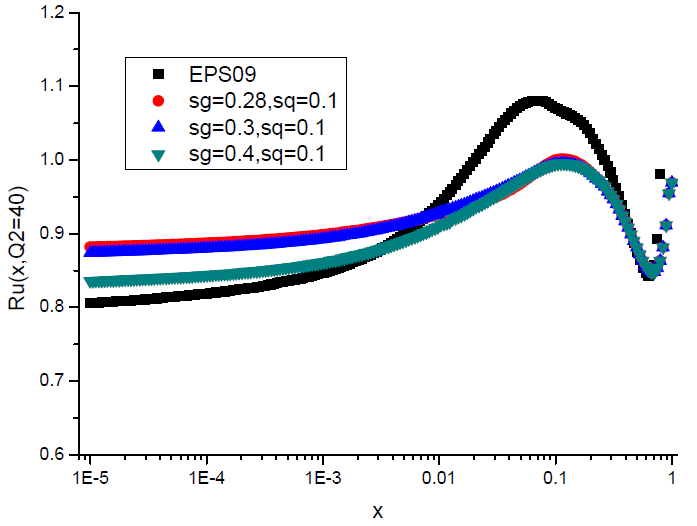 1.2
1.1
1.0
0.9
0.8
0.7
0.6
Ru(x,Q2=40)
EPS09
sg=0.28,sq=0.1
sg=0.3,sq=0.1
sg=0.4,sq=0.1
1E-5 1E-4 1E-3 0.01 0.1 1
x